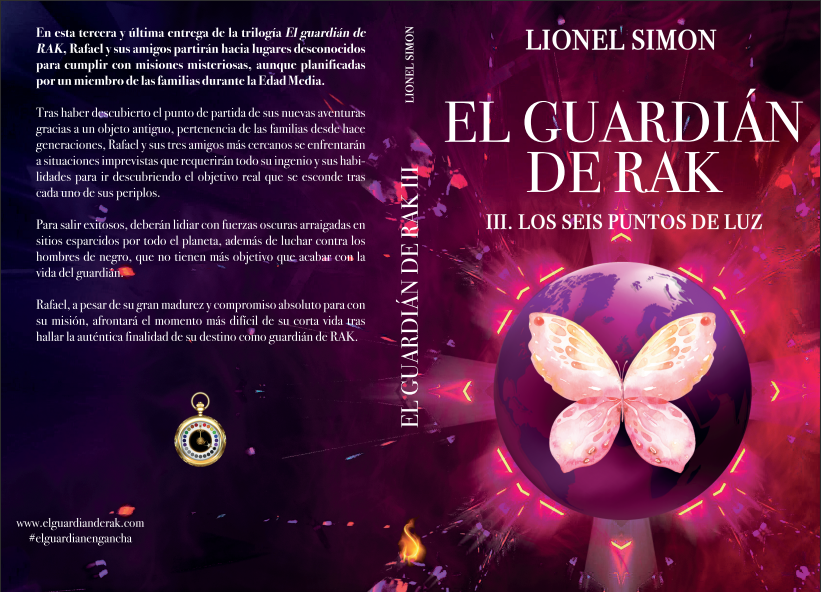 En esta tercera y última entrega de la trilogía El guardián de
RAK, Rafael y sus amigos partirán hacia lugares desconocidos
para cumplir con misiones misteriosas, aunque planificadas
por un miembro de las familias durante la Edad Media.
Tras haber descubierto el punto de partida de sus nuevas aventuras
gracias a un objeto antiguo, pertenencia de las familias desde hace
generaciones, Rafael y sus tres amigos más cercanos se enfrentarán
a situaciones imprevistas que requerirán todo su ingenio y sus habi-
lidades para ir descubriendo el objetivo real que se esconde tras
cada uno de sus periplos.
Para salir exitosos, deberán lidiar con fuerzas oscuras arraigadas en
sitios esparcidos por todo el planeta, además de luchar contra los
hombres de negro, que no tienen más objetivo que acabar con la
vida del guardián.
Rafael, a pesar de su gran madurez y compromiso absoluto para con
su misión, afrontará el momento más difícil de su corta vida tras
hallar la auténtica finalidad de su destino como guardián de RAK.
www.elguardianderak.com
#elguardianengancha
LIONEL SIMON
EL GUARDIÁN DE RAK III
LIONEL SIMON
EL GUARDIÁN
DE RAK
III. LOS SEIS PUNTOS DE LUZ